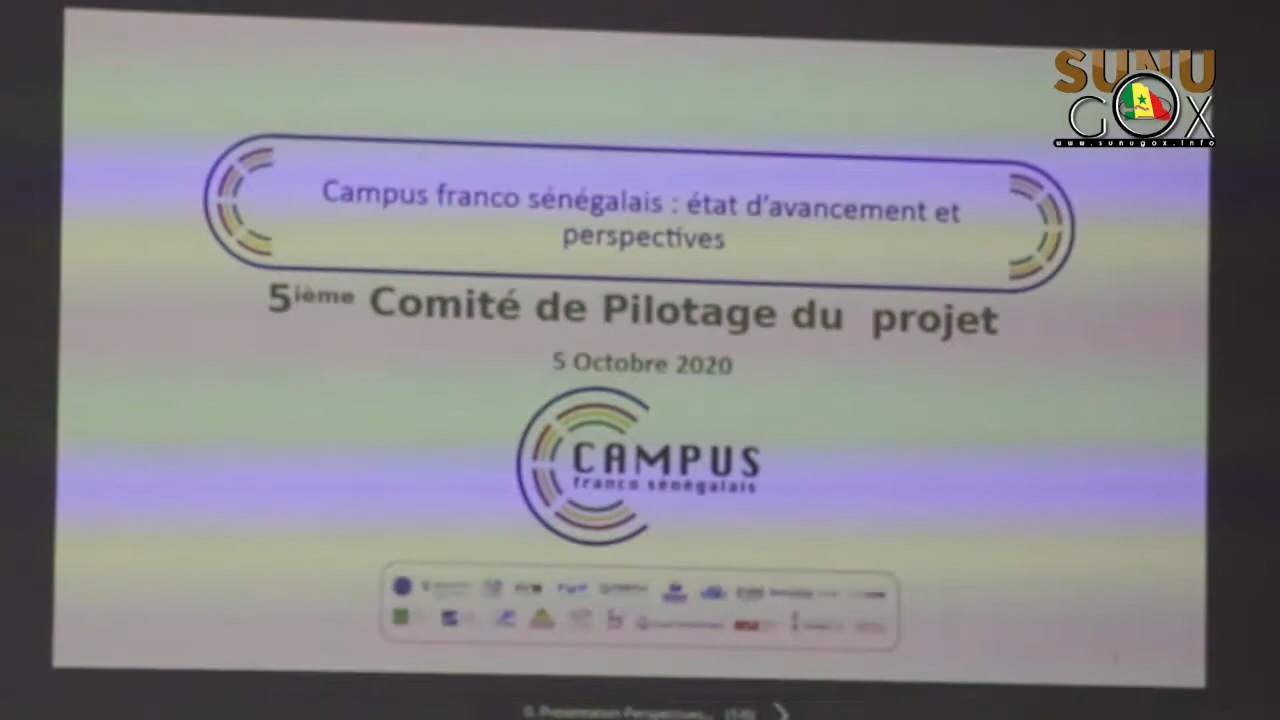 SUNU
GOX
www.sunugox.info
Campus franco sénégalais : état d'avancement et
perspectives
5ième Comité de Pilotage du projet
5 Octobre 2020
CAMPUS
franco sénégalais